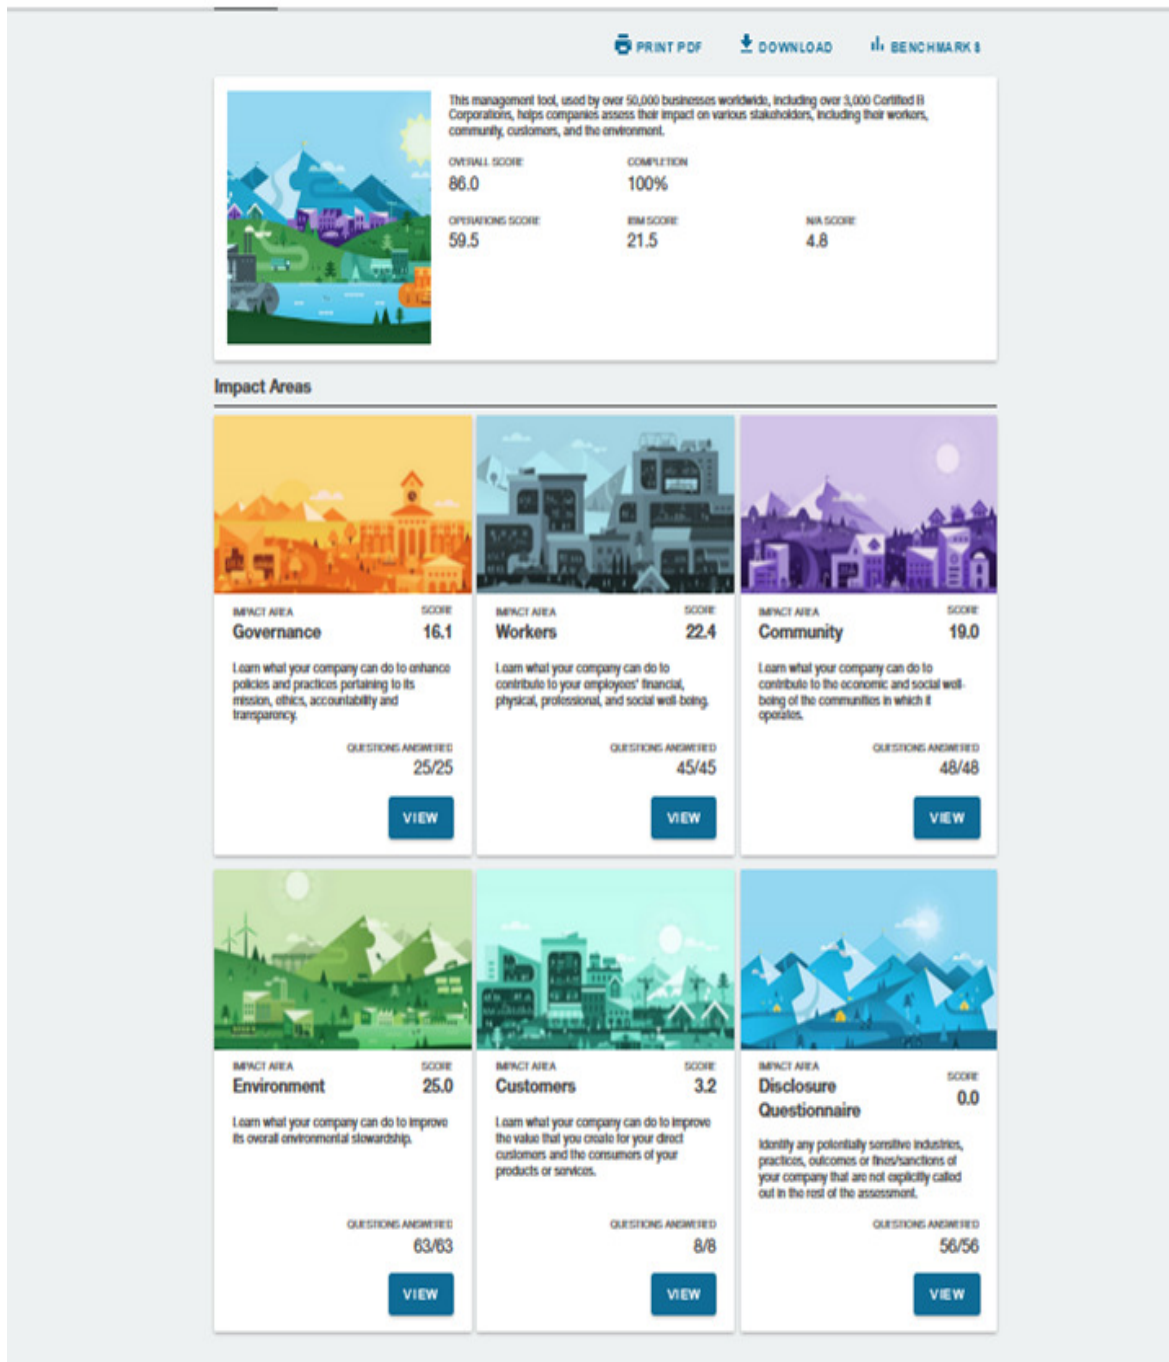 PRINT PDF
DOWNLOAD
BENCHMARKS
This management tool, used by over 50,000 businesses worldwide, including over 3,000 Certified B
Corporations, helps companies assess their impact on various stakeholders, including their workers,
community, customers, and the environment.
OVERALL SCORE
COMPLETION
86.0
100%
OPERATIONS SCORE
IBM SCORE
N/A SCORE
59.5
21.5
4.8
Impact Areas
IMPACT AREA
SCORE
Governance
16.1
Learn what your company can do to enhance
policies and practices pertaining to its
mission, ethics, accountability and
transparency.
QUESTIONS ANSWERED
25/25
VIEW
IMPACT AREA
SCORE
Workers
22.4
Learn what your company can do to
contribute to your employees' financial,
physical, professional, and social well-being.
QUESTIONS ANSWERED
45/45
VIEW
IMPACT AREA
SCORE
Community
19.0
Learn what your company can do to
contribute to the economic and social well-
being of the communities in which it
operates.
QUESTIONS ANSWERED
48/48
VIEW
IMPACT AREA
SCORE
Environment
25.0
Learn what your company can do to improve
its overall environmental stewardship.
QUESTIONS ANSWERED
63/63
VIEW
IMPACT AREA
SCORE
Customers
3.2
Learn what your company can do to improve
the value that you create for your direct
customers and the consumers of your
products or services.
QUESTIONS ANSWERED
8/8
VIEW
IMPACT AREA
SCORE
Disclosure
Questionnaire
0.0
Identify any potentially sensitive industries,
practices, outcomes or fines/sanctions of
your company that are not explicitly called
out in the rest of the assessment.
QUESTIONS ANSWERED
56/56
VIEW